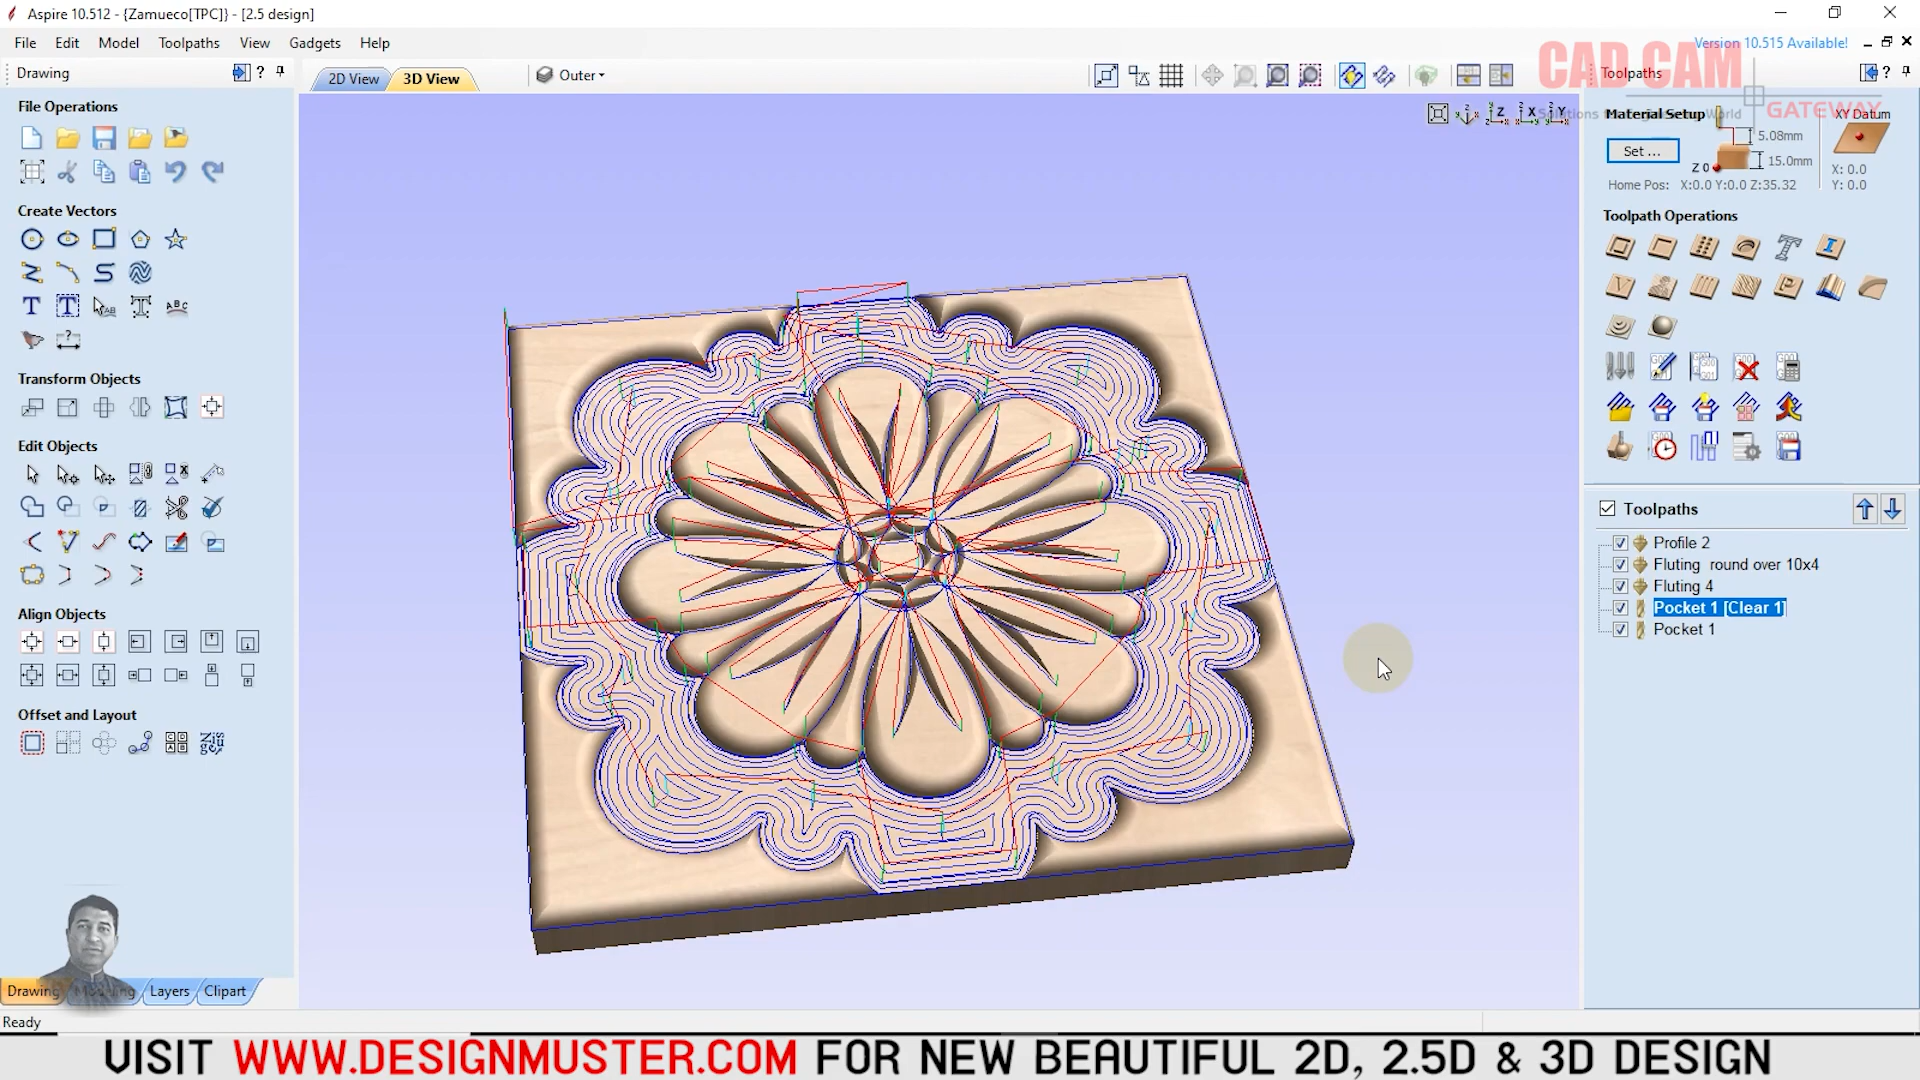 Aspire 10.512 - {Zamueco[TPC]} - [2.5 design]
File Edit Model Toolpaths View Gadgets Help
Version 10.515 Available!
Drawing
2D View 3D View
Outer
CAD CAM
GATEWAY
Toolpaths
File Operations
Material Setup
XY Datum
Set ...
5.08mm
Z 0
15.0mm
X: 0.0
Y: 0.0
Home Pos: X:0.0 Y:0.0 Z:35.32
Create Vectors
Toolpath Operations
Transform Objects
Edit Objects
Toolpaths
Profile 2
Fluting round over 10x4
Fluting 4
Pocket 1 [Clear 1]
Pocket 1
Align Objects
Offset and Layout
Drawing Modeling Layers Clipart
Ready
VISIT WWW.DESIGNMUSTER.COM FOR NEW BEAUTIFUL 2D, 2.5D & 3D DESIGN